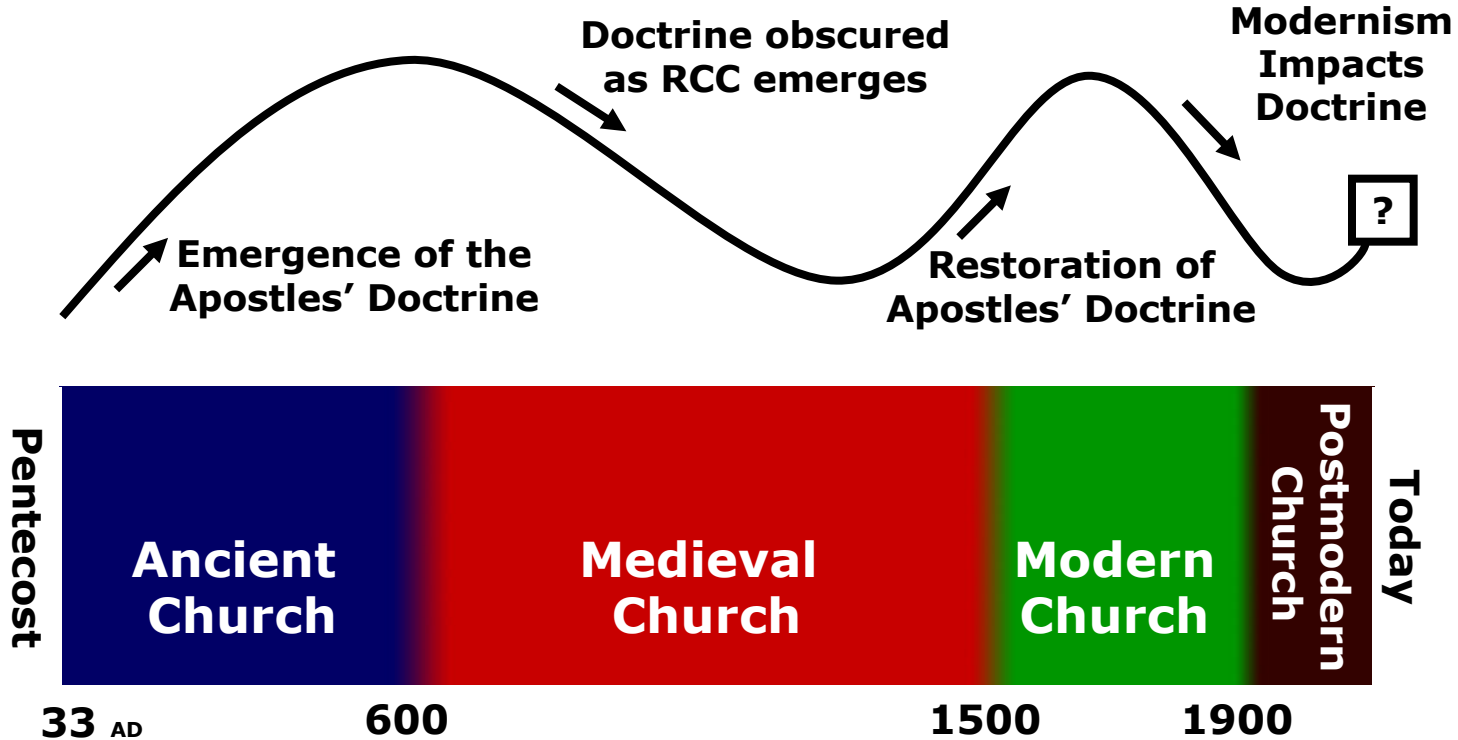 Doctrine obscured
as RCC emerges
Modernism
Impacts
Doctrine
?
Emergence of the
Apostles’ Doctrine
Restoration of
Apostles’ Doctrine
Pentecost
Ancient
Church
Medieval
Church
Modern
Church
Postmodern
Church
Today
33 AD
600
1500
1900